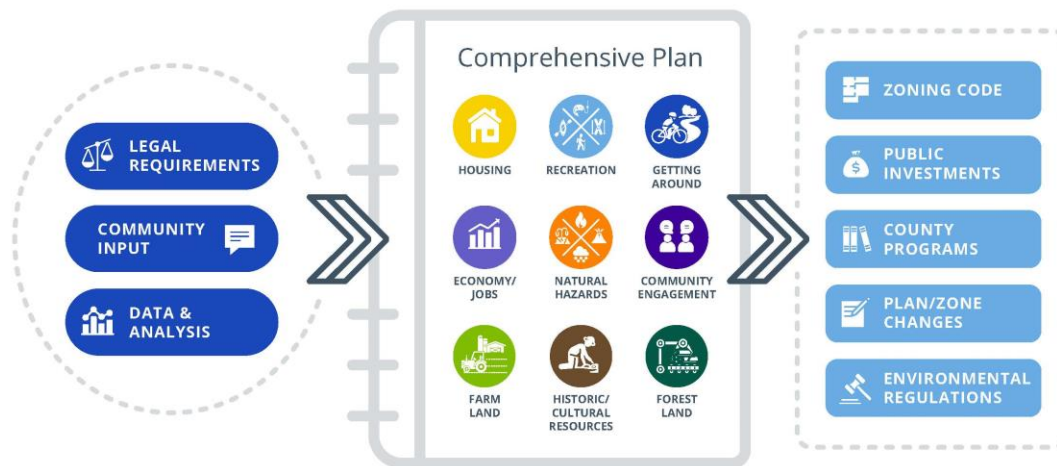 LEGAL
REQUIREMENTS
COMMUNITY
INPUT
DATA &
ANALYSIS
Comprehensive Plan
HOUSING
RECREATION
GETTING
AROUND
ECONOMY/
JOBS
NATURAL
HAZARDS
COMMUNITY
ENGAGEMENT
FARM
LAND
HISTORIC/
CULTURAL
RESOURCES
FOREST
LAND
ZONING CODE
PUBLIC
INVESTMENTS
COUNTY
PROGRAMS
PLAN/ZONE
CHANGES
ENVIRONMENTAL
REGULATIONS